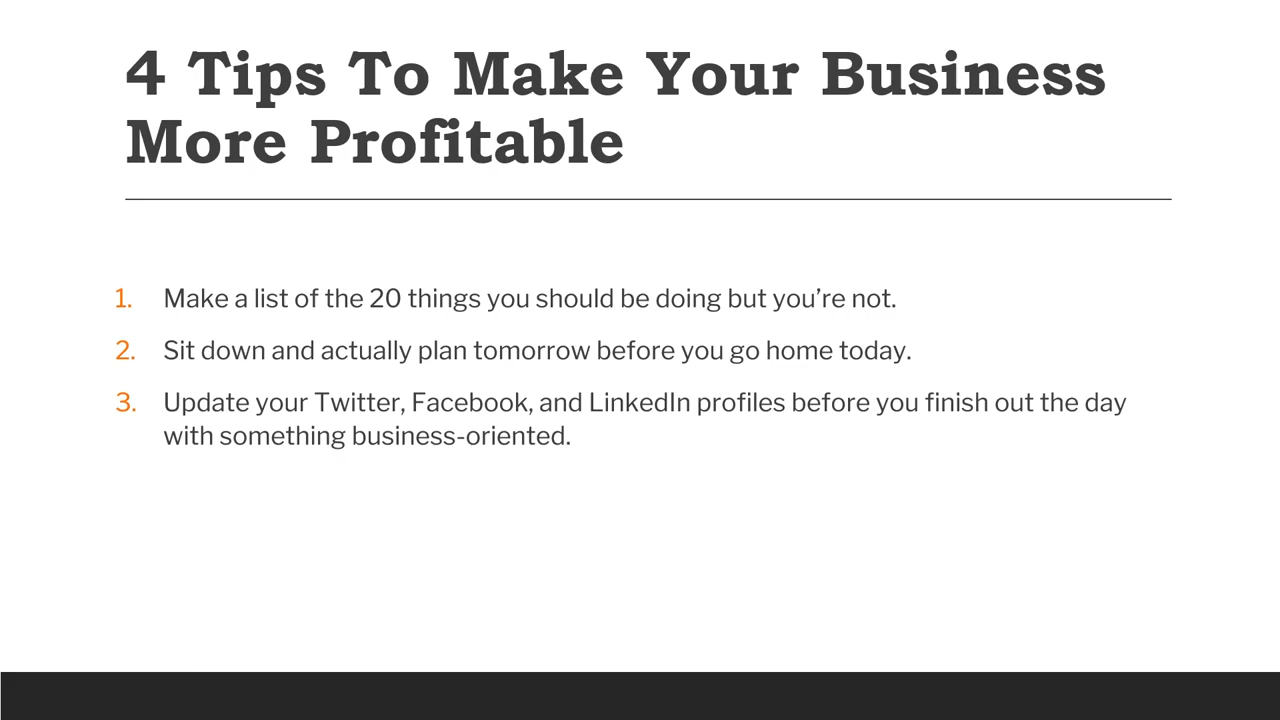 4 Tips To Make Your Business
More Profitable
1. Make a list of the 20 things you should be doing but you’re not.
2. Sit down and actually plan tomorrow before you go home today.
3. Update your Twitter, Facebook, and LinkedIn profiles before you finish out the day
with something business-oriented.